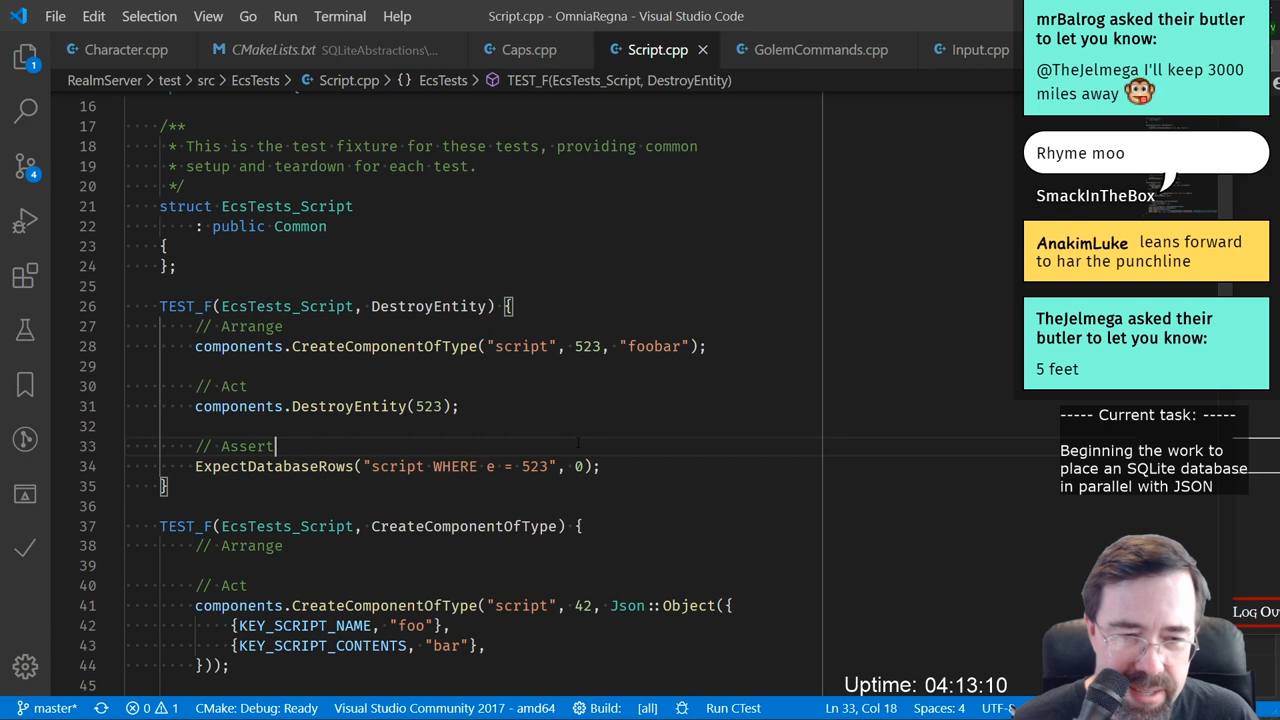 File Edit Selection View Go Run Terminal Help
Script.cpp - OmniaRegna - Visual Studio Code
Character.cpp
CMakeLists.txt SQLiteAbstractions\...
Caps.cpp
Script.cpp
GolemCommands.cpp
Input.cpp
RealmServer > test > src > EcsTests > Script.cpp > {} EcsTests > TEST_F(EcsTests_Script, DestroyEntity)
16
17 /**
18 * This is the test fixture for these tests, providing common
19 * setup and teardown for each test.
20 */
21 struct EcsTests_Script
22 : public Common
23 {
24 };
25
26 TEST_F(EcsTests_Script, DestroyEntity) {
27 // Arrange
28 components.CreateComponentOfType("script", 523, "foobar");
29
30 // Act
31 components.DestroyEntity(523);
32
33 // Assert
34 ExpectDatabaseRows("script WHERE e = 523", 0);
35 }
36
37 TEST_F(EcsTests_Script, CreateComponentOfType) {
38 // Arrange
39
40 // Act
41 components.CreateComponentOfType("script", 42, Json::Object({
42 {KEY_SCRIPT_NAME, "foo"},
43 {KEY_SCRIPT_CONTENTS, "bar"},
44 }));
45
1
4
mrBalrog asked their butler
to let you know:
@TheJelmega I'll keep 3000
miles away
Rhyme moo
SmackInTheBox
AnakimLuke leans forward
to har the punchline
TheJelmega asked their
butler to let you know:
5 feet
----- Current task: -----
Beginning the work to
place an SQLite database
in parallel with JSON
Log Ou
Uptime: 04:13:10
master* 0 1 CMake: Debug: Ready Visual Studio Community 2017 - amd64 Build: [all] Run CTest Ln 33, Col 18 Spaces: 4 UTF-8